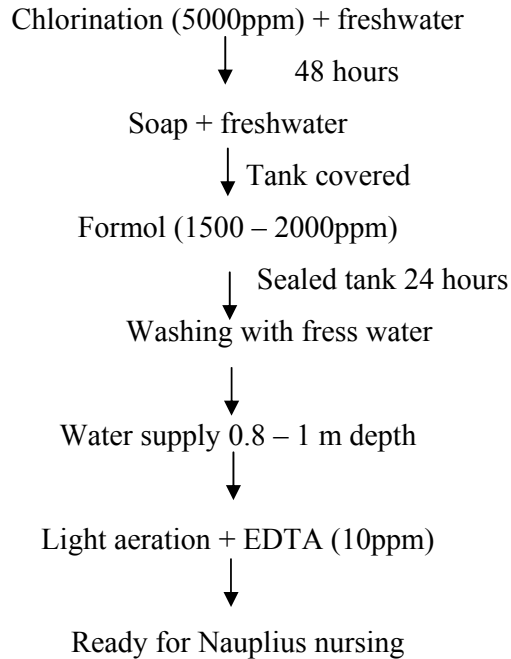 Chlorination (5000ppm) + freshwater
48 hours
Soap + freshwater
Tank covered
Formol (1500 – 2000ppm)
Sealed tank 24 hours
Washing with fress water
Water supply 0.8 – 1 m depth
Light aeration + EDTA (10ppm)
Ready for Nauplius nursing